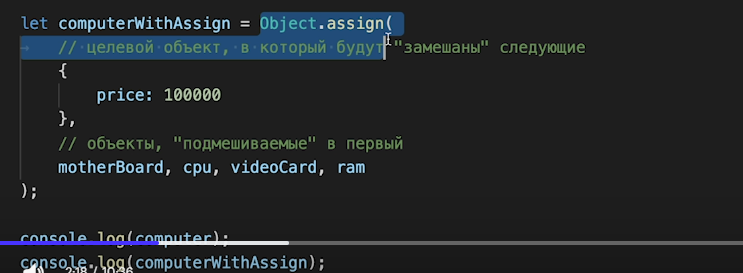 let computerWithAssign = Object.assign(
// целевой объект, в который будут "замешаны" следующие
{
price: 100000
},
// объекты, "подмешиваемые" в первый
motherBoard, cpu, videoCard, ram
);
console.log(computer);
console.log(computerWithAssign);
2:18 / 10:36